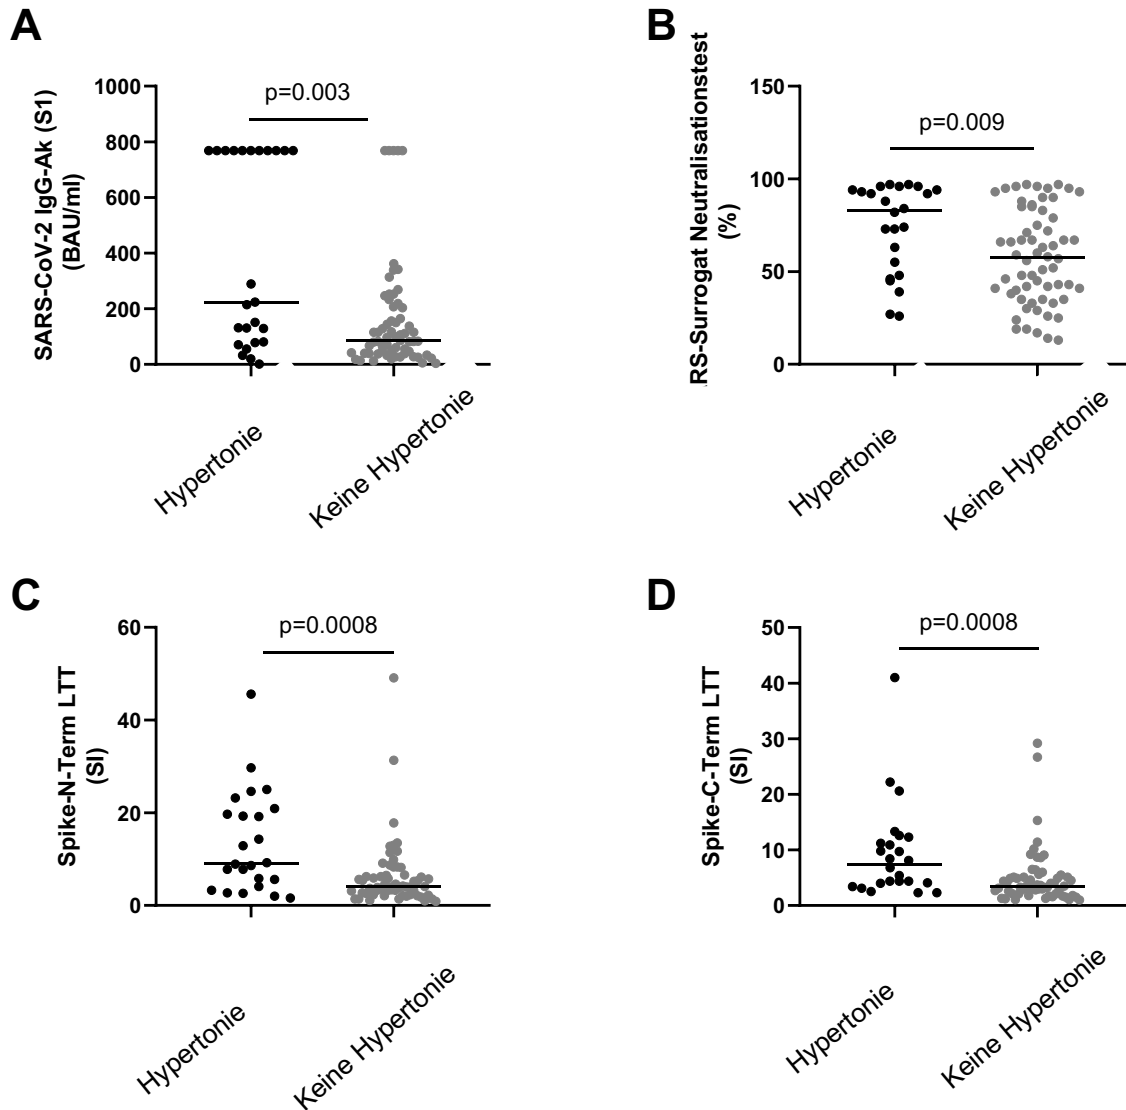 A
SARS-CoV-2 IgG-Ak (S1)
(BAU/ml)
1000
800
600
400
200
0
p=0.003
Hypertonie
Keine Hypertonie
B
RS-Surrogat Neutralisationstest
(%)
150
100
50
0
p=0.009
Hypertonie
Keine Hypertonie
C
Spike-N-Term LTT
(SI)
60
40
20
0
p=0.0008
Hypertonie
Keine Hypertonie
D
Spike-C-Term LTT
(SI)
50
40
30
20
10
0
p=0.0008
Hypertonie
Keine Hypertonie